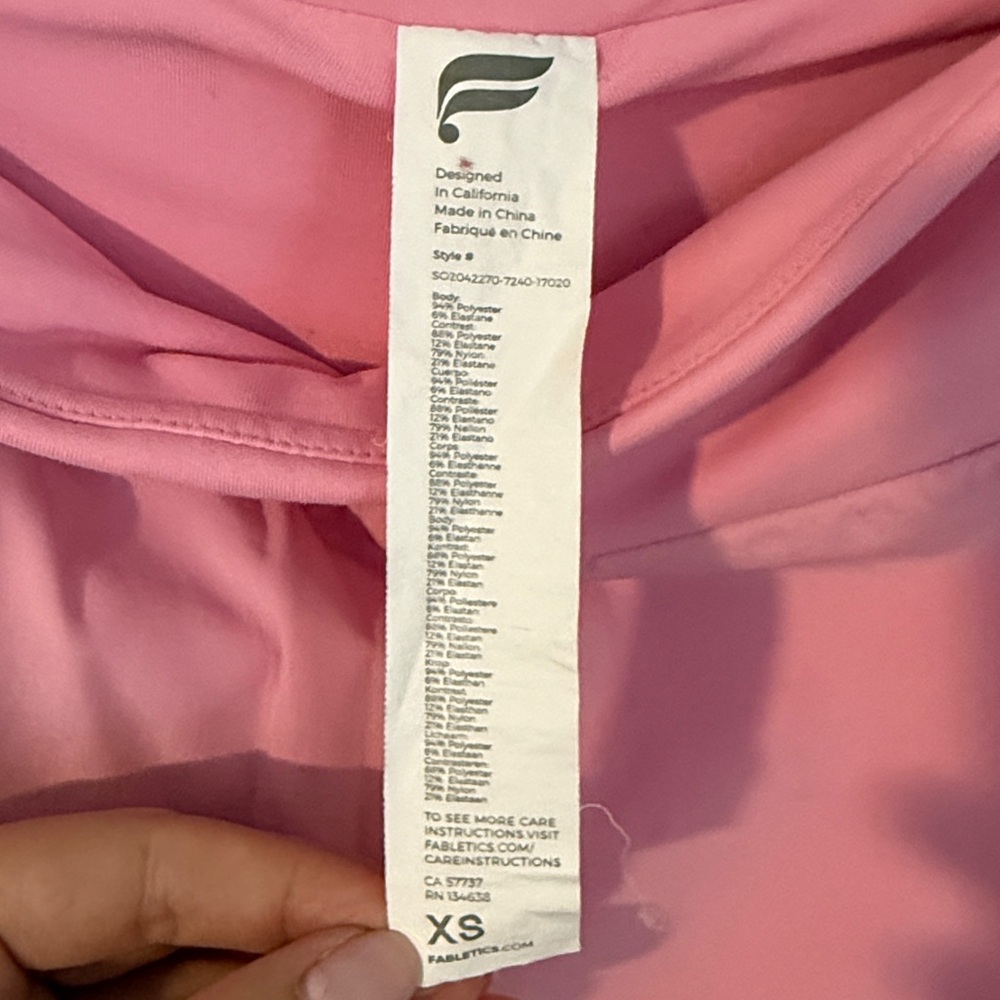 Designed
In California
Made in China
Fabriqué en Chine
Style #
SO2042270-7240-17020
Body
94% Polyester
6% Elastane
Contrast
88% Polyester
12% Elastane
79% Nylon
21% Elastane
Cuerpo
94% Poliéster
6% Elastano
Contraste
88% Poliéster
12% Elastano
79% Nailon
21% Elastano
Corps
94% Polyester
6% Elasthanne
Contraste
88% Polyester
12% Elasthanne
79% Nylon
21% Elasthanne
Body
94% Polyester
6% Elastan
Kontrast
88% Polyester
12% Elastan
79% Nylon
21% Elastan
Corpo
94% Poliestere
6% Elastan
Contrasto
88% Poliestere
12% Elastan
79% Nailon
21% Elastan
Krop
94% Polyester
6% Elasthan
Kontrast
88% Polyester
12% Elasthan
79% Nylon
21% Elasthan
Lichaam
94% Polyester
6% Elastaan
Contrasteren
88% Polyester
12% Elastaan
79% Nylon
21% Elastaan
TO SEE MORE CARE
INSTRUCTIONS VISIT
FABLETICS.COM/
CAREINSTRUCTIONS
CA 57737
RN 134638
XS
FABLETICS.COM